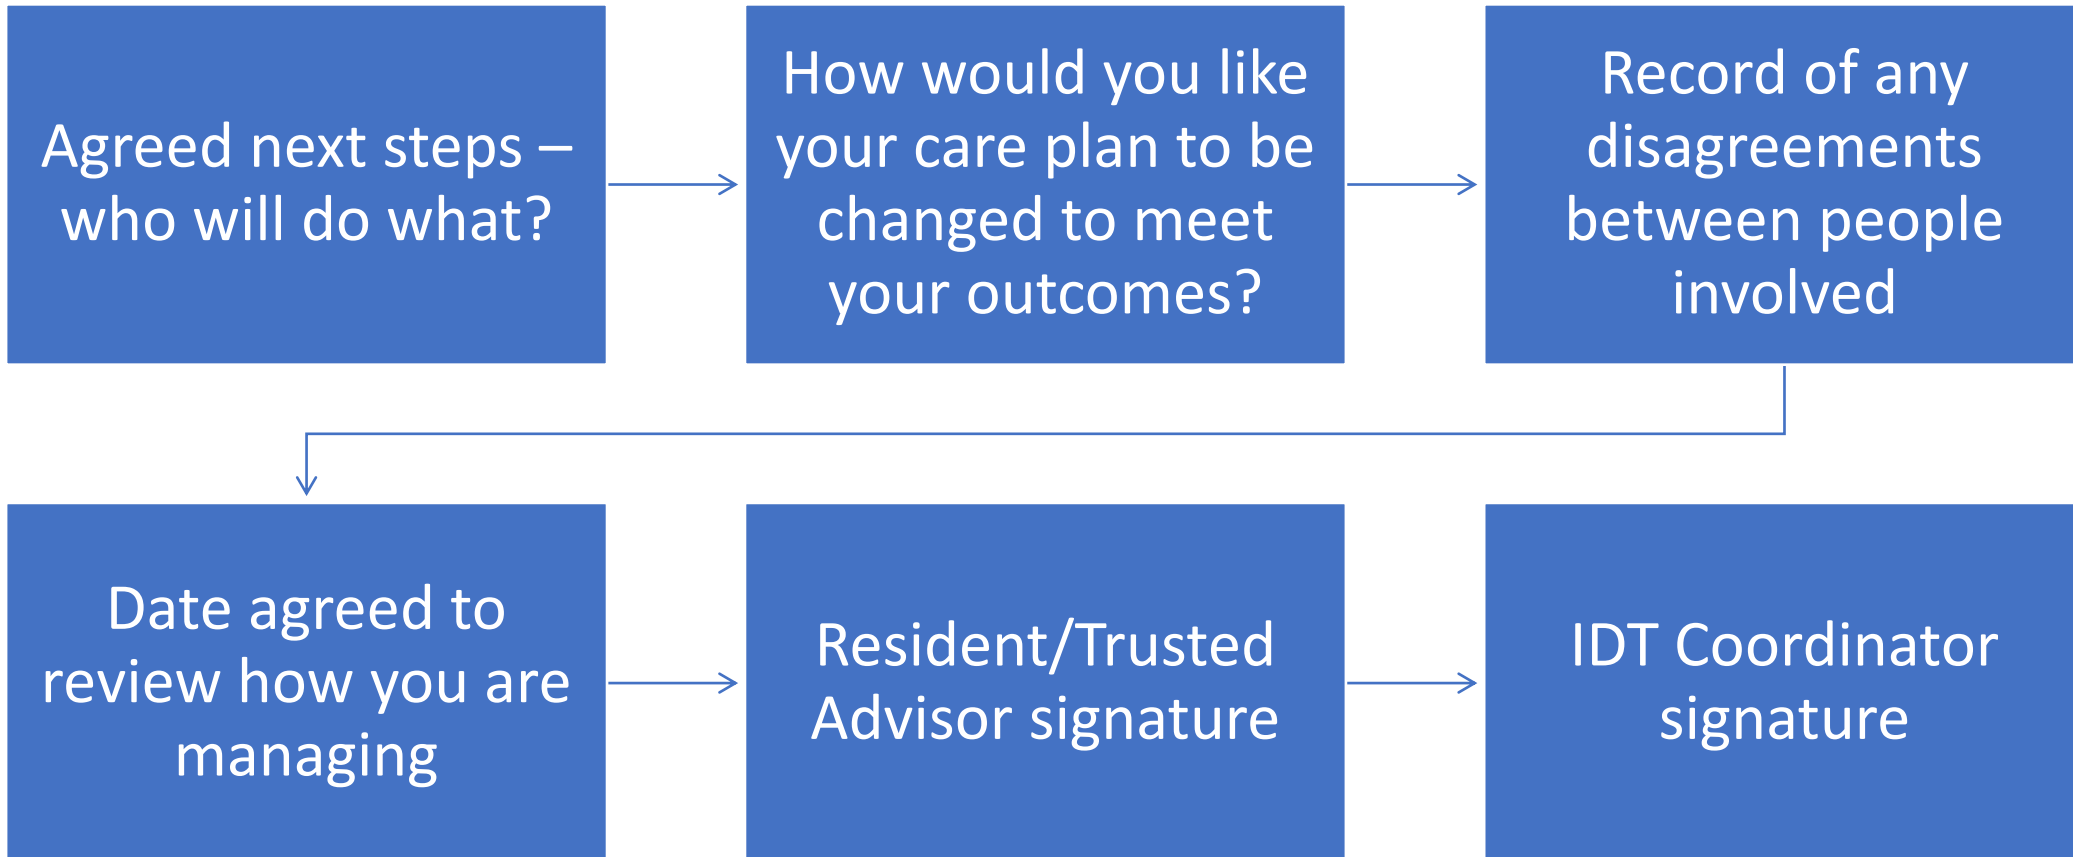 Agreed next steps –
who will do what?
How would you like
your care plan to be
changed to meet
your outcomes?
Record of any
disagreements
between people
involved
Date agreed to
review how you are
managing
Resident/Trusted
Advisor signature
IDT Coordinator
signature